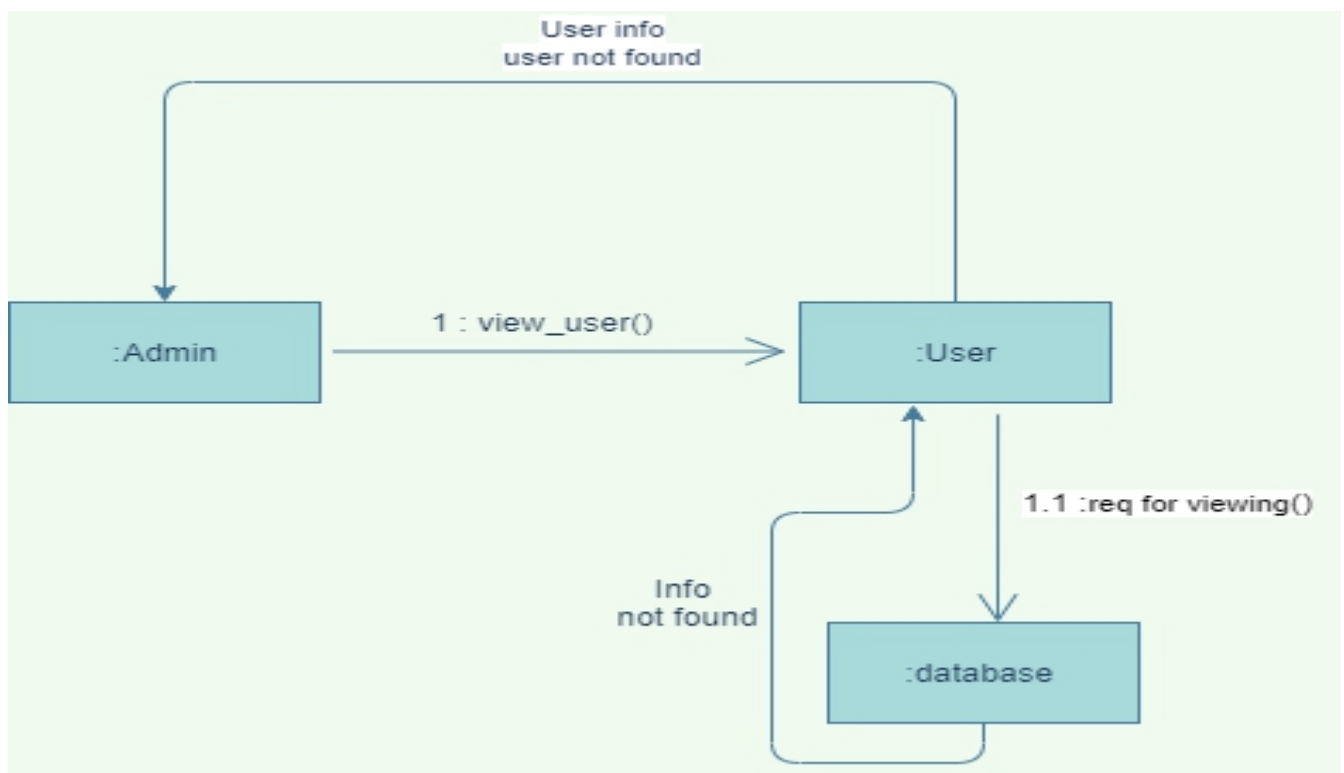 User info
user not found
1 : view_user()
:Admin
:User
1.1 :req for viewing()
Info
not found
:database